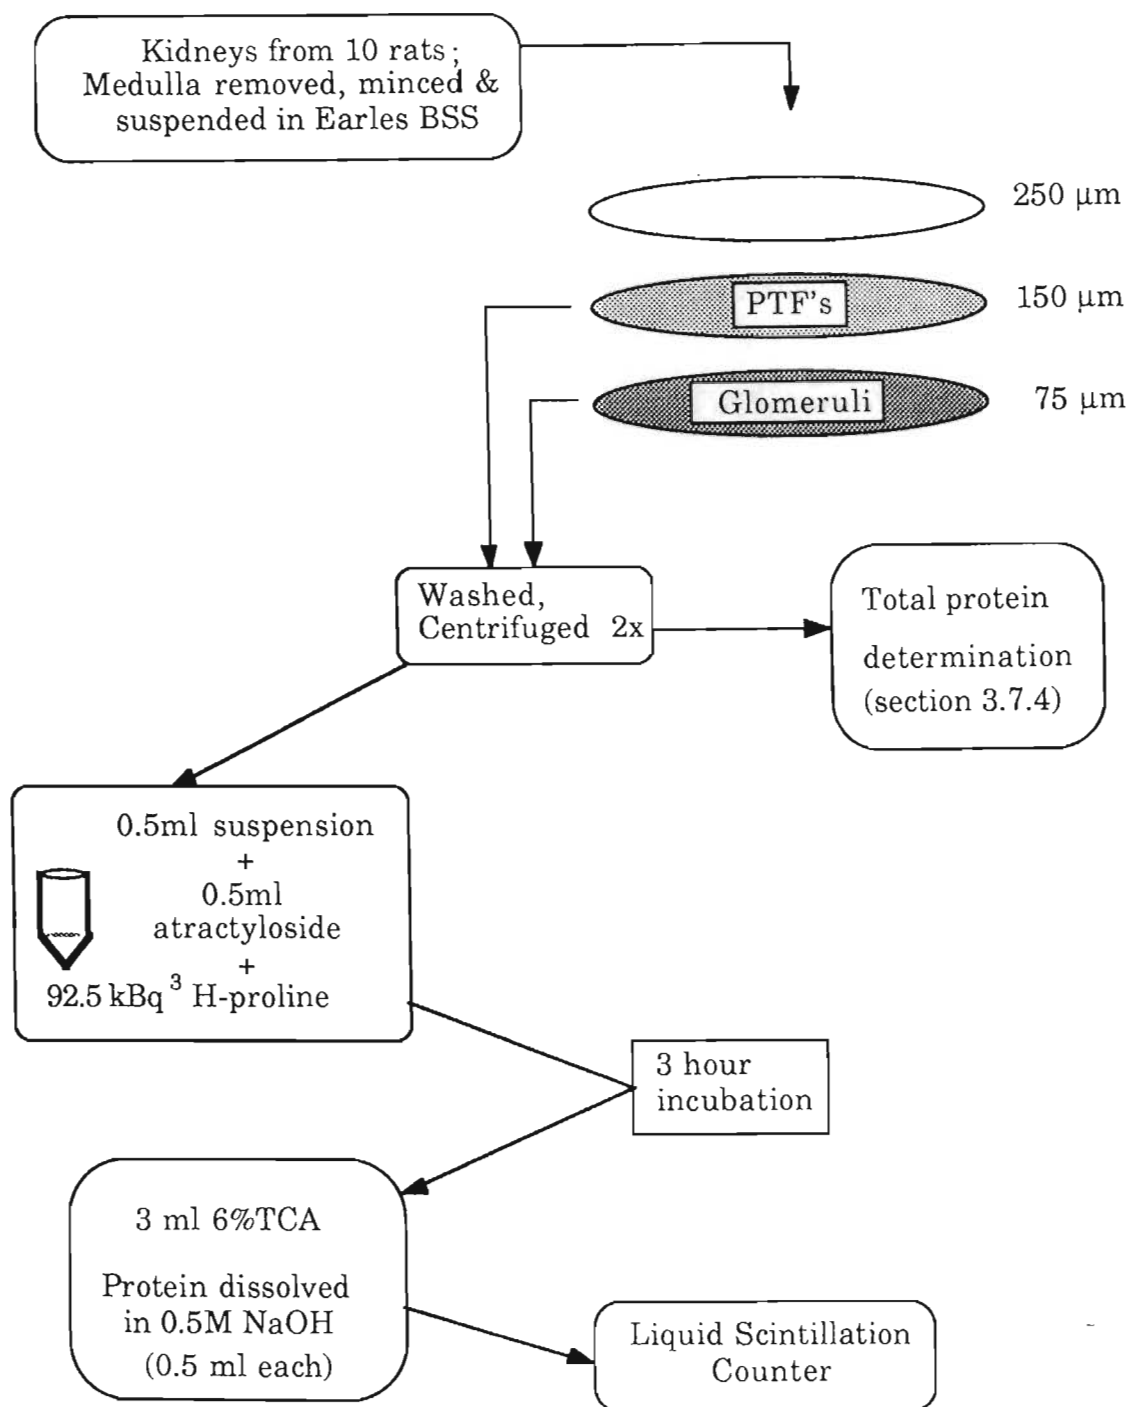 Kidneys from 10 rats;
Medulla removed, minced &
suspended in Earles BSS
250 µm
PTF's
150 µm
Glomeruli
75 µm
Washed,
Centrifuged 2x
Total protein
determination
(section 3.7.4)
0.5ml suspension
+
0.5ml
atractyloside
+
92.5 kBq ³ H-proline
3 hour
incubation
3 ml 6%TCA
Protein dissolved
in 0.5M NaOH
(0.5 ml each)
Liquid Scintillation
Counter